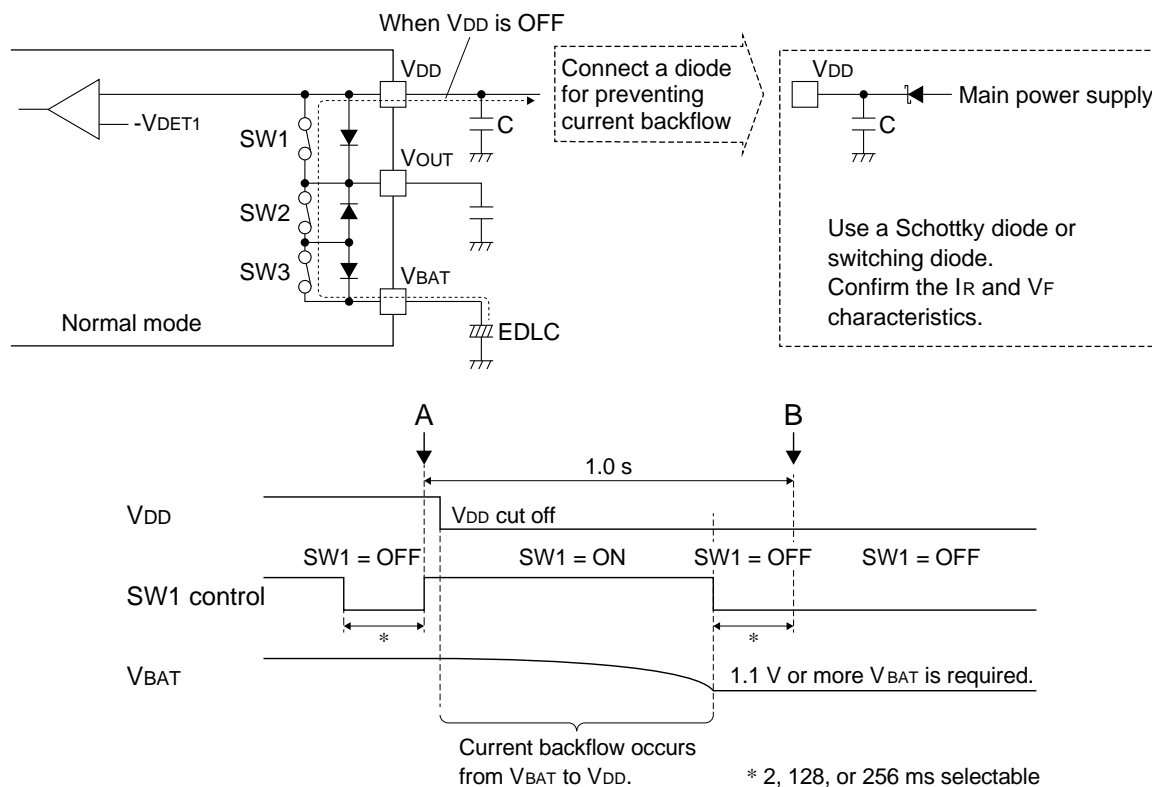 When VDD is OFF
VDD
-VDET1
SW1
C
VOUT
SW2
SW3
VBAT
Normal mode
EDLC
Connect a diode
for preventing
current backflow
VDD
Main power supply
C
Use a Schottky diode or
switching diode.
Confirm the IR and VF
characteristics.
A
B
1.0 s
VDD
VDD cut off
SW1 = OFF
SW1 = ON
SW1 = OFF
SW1 = OFF
SW1 control
*
*
VBAT
1.1 V or more VBAT is required.
Current backflow occurs
from VBAT to VDD.
* 2, 128, or 256 ms selectable